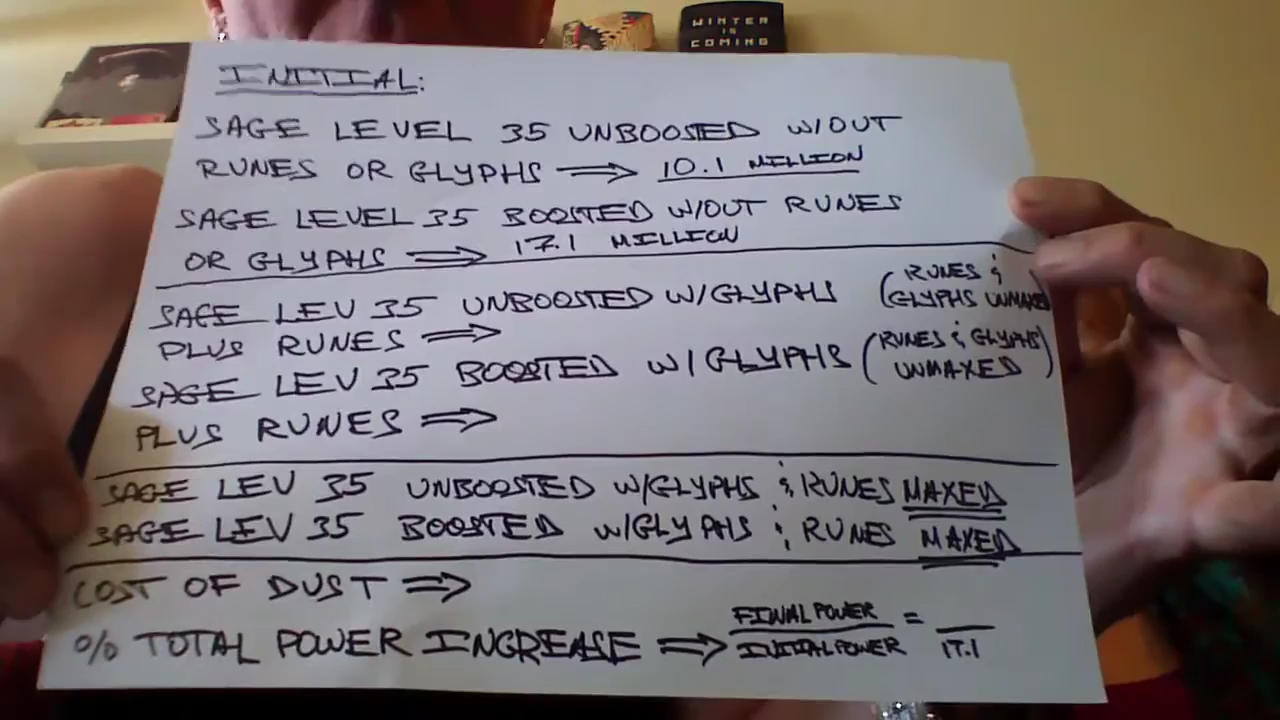 WINTER
IS
COMING
INITIAL:
SAGE LEVEL 35 UNBOOSTED W/OUT
RUNES OR GLYPHS ⟹ 10.1 MILLION
SAGE LEVEL 35 BOOSTED W/OUT RUNES
OR GLYPHS ⟹ 17.1 MILLION
SAGE LEV 35 UNBOOSTED W/GLYPHS (RUNES &
GLYPHS UNMAXED
PLUS RUNES ⟹
SAGE LEV 35 BOOSTED W/GLYPHS (RUNES & GLYPHS
UNMAXED)
PLUS RUNES ⟹
SAGE LEV 35 UNBOOSTED W/GLYPHS & RUNES MAXED
SAGE LEV 35 BOOSTED W/GLYPHS & RUNES MAXED
COST OF DUST ⟹
% TOTAL POWER INCREASE ⟹ FINAL POWER = __
INITIAL POWER 17.1